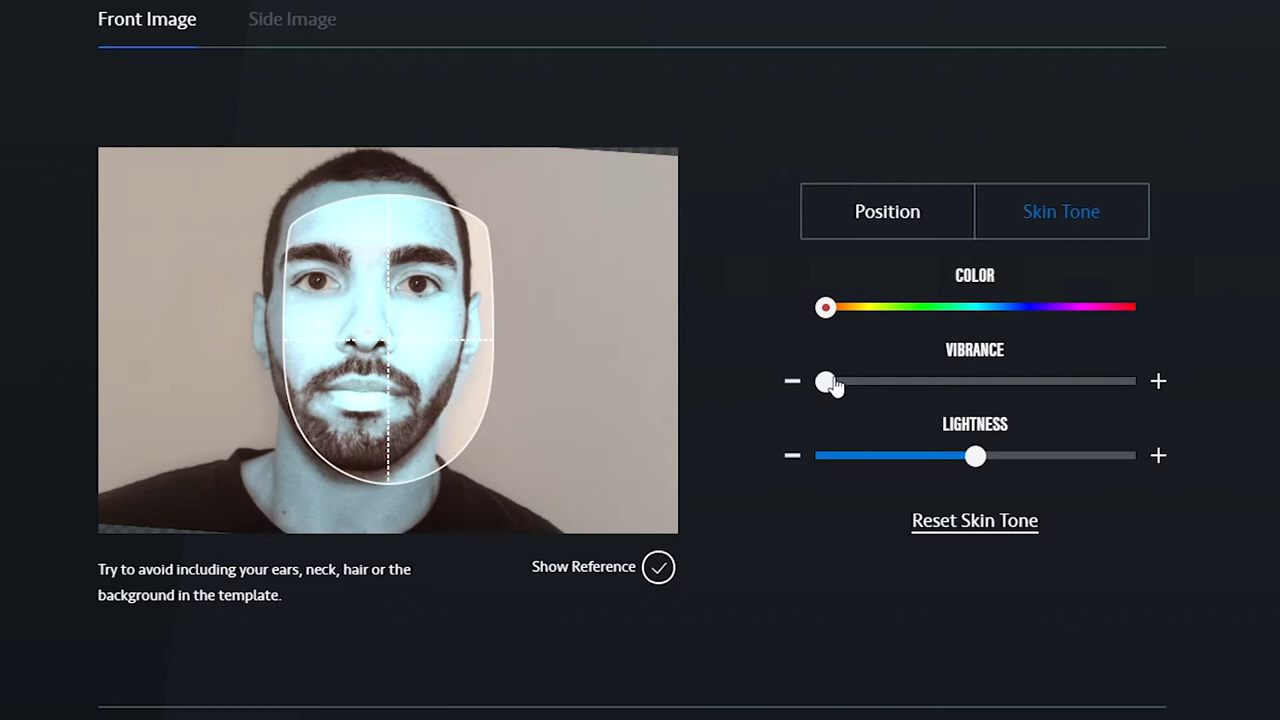 Front Image
Side Image
Position
Skin Tone
COLOR
VIBRANCE
LIGHTNESS
Reset Skin Tone
Show Reference
Try to avoid including your ears, neck, hair or the
background in the template.